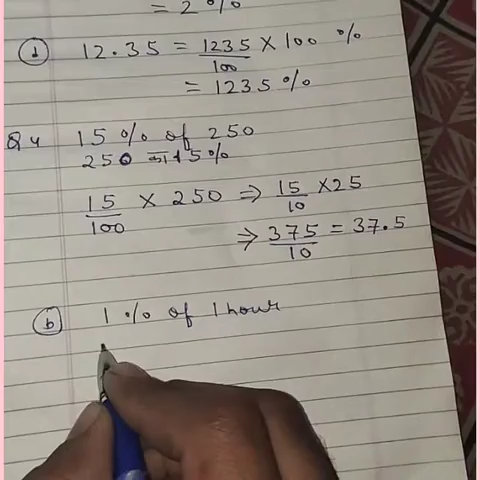 = 2 %
(d) 12.35 = 1235/100 × 100 %
= 1235 %
Q4 15 % of 250
250 का 15 %
15/100 × 250 ⇒ 15/10 × 25
⇒ 375/10 = 37.5
(b) 1 % of 1 hour